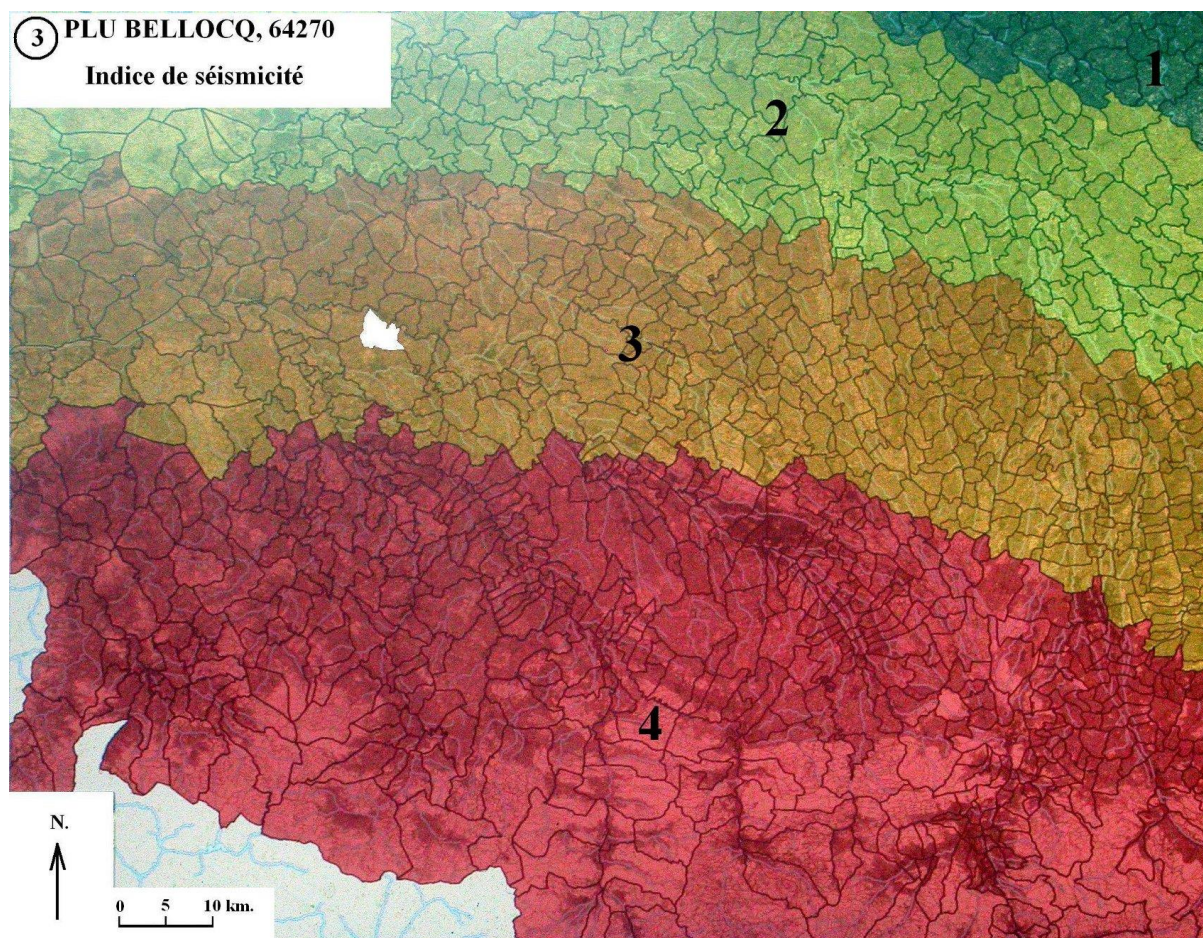 3 PLU BELLOCQ, 64270
Indice de séismicité
1
2
3
4
N.
0 5 10 km.